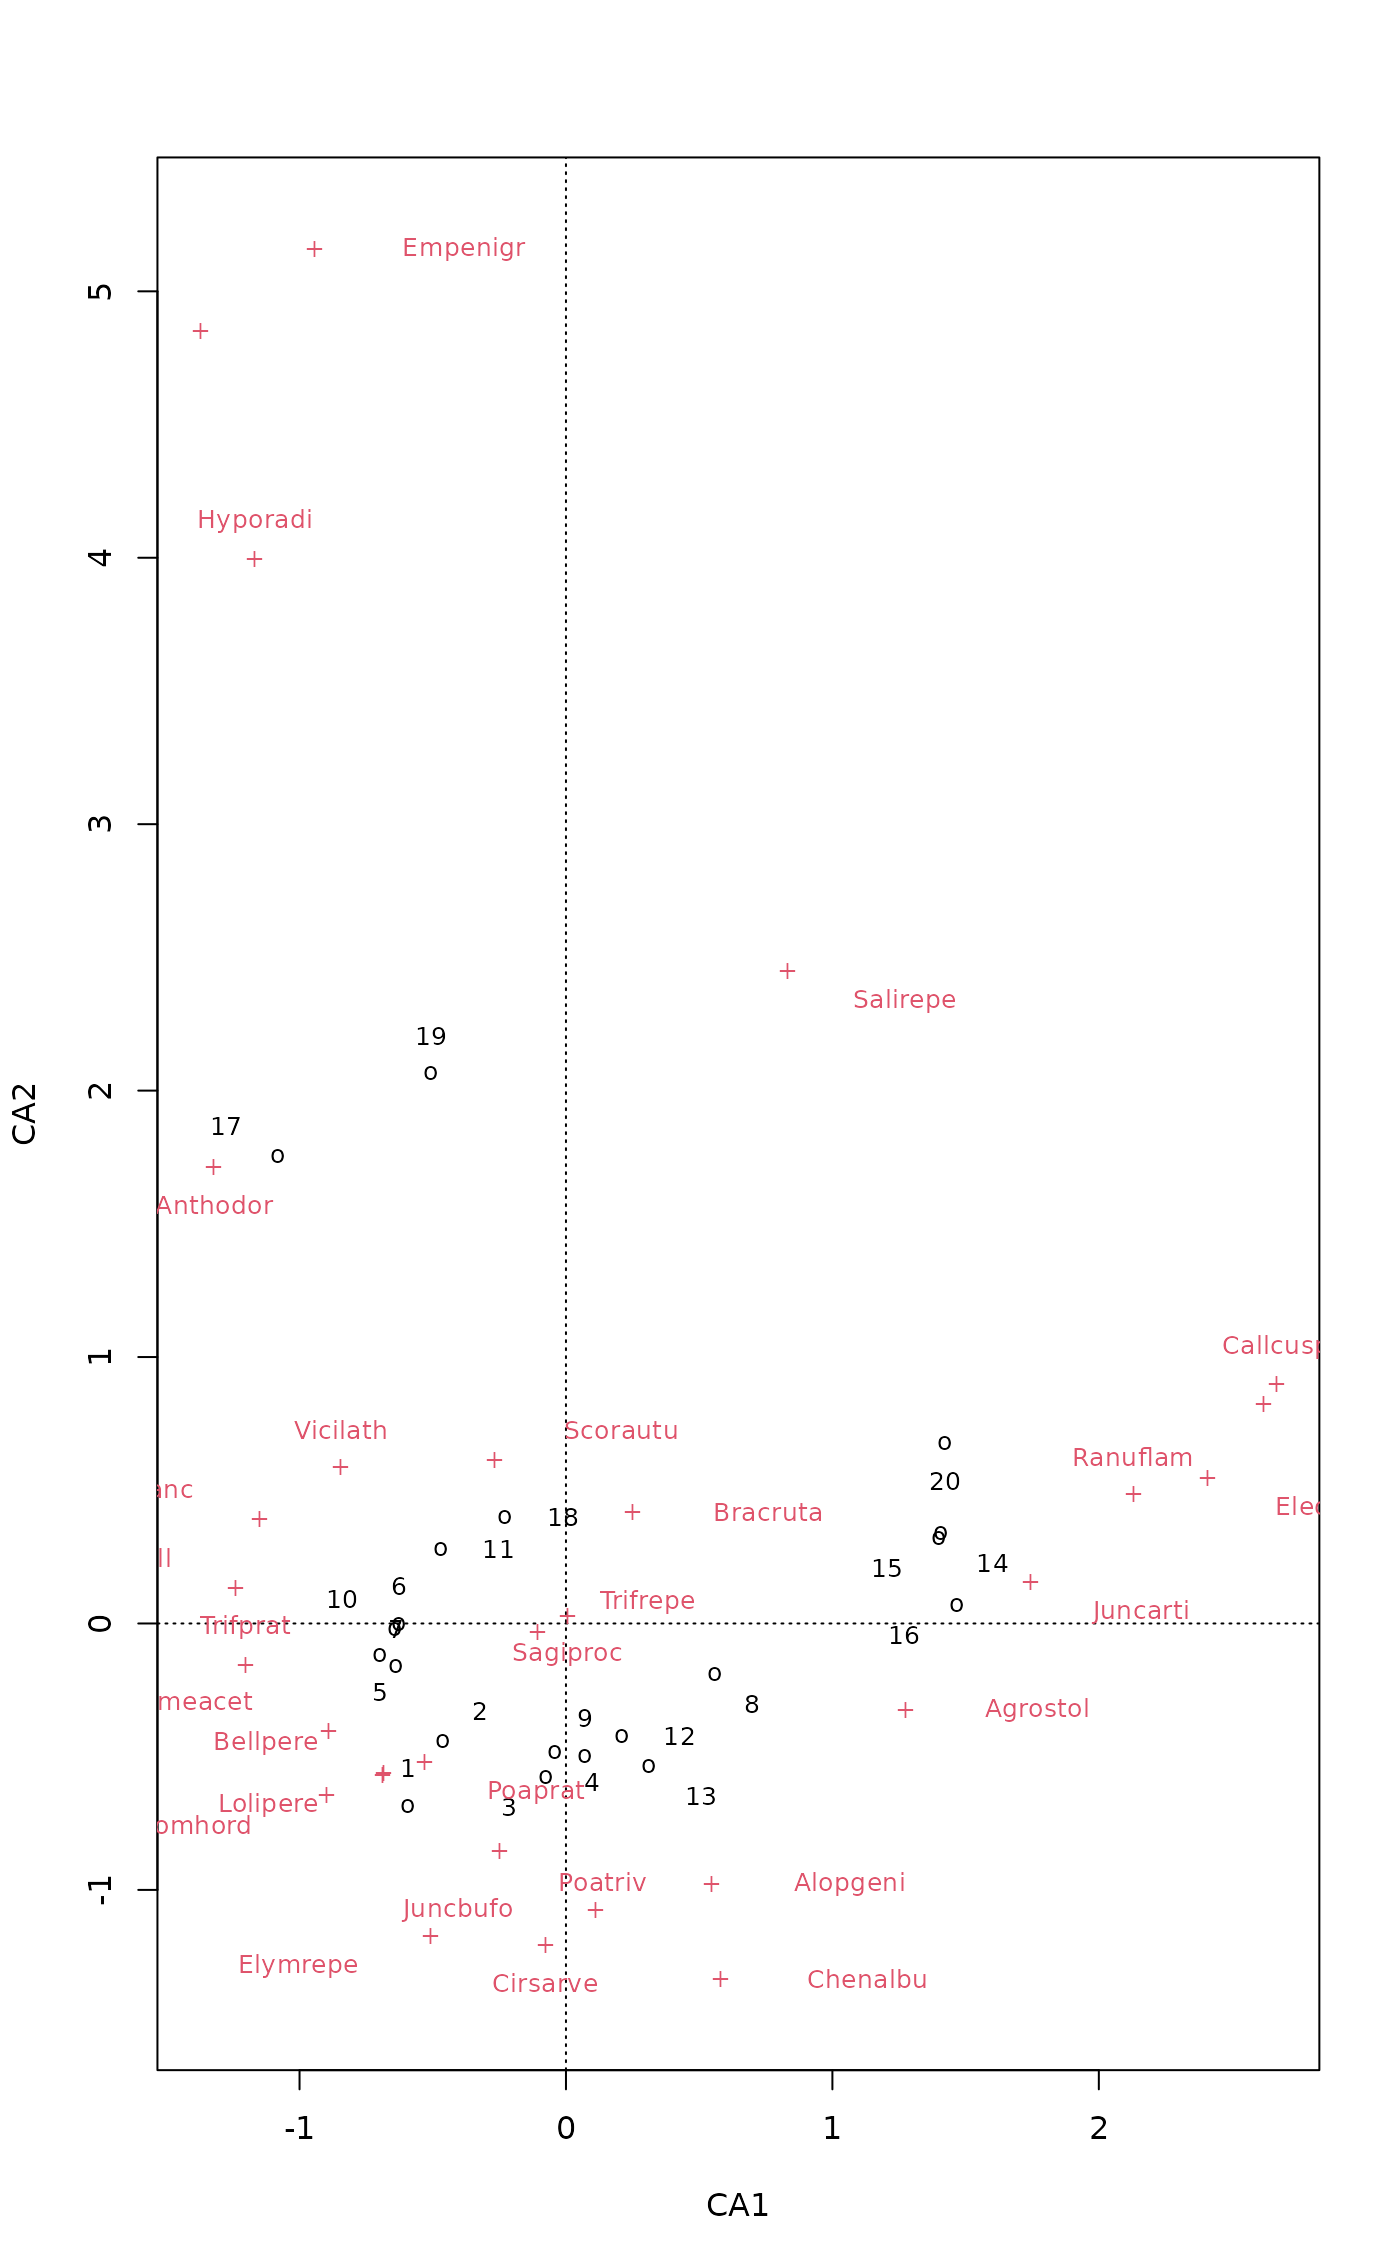 Empenigr
5
Hyporadi
4
3
Salirepe
19
2
CA2
17
Anthodor
1
Callcusp
Vicilath
Scorautu
Ranuflam
20
anc
Elec
18
Bracruta
11
ll
15
14
6
10
Trifrepe
Juncarti
0
Trifprat
7
16
Sagiproc
5
meacet
2
8
Agrostol
9
Bellpere
12
1
4
Poaprat
13
Lolipere
3
omhord
-1
Poatriv
Alopgeni
Juncbufo
Elymrepe
Cirsarve
Chenalbu
-1
0
1
2
CA1